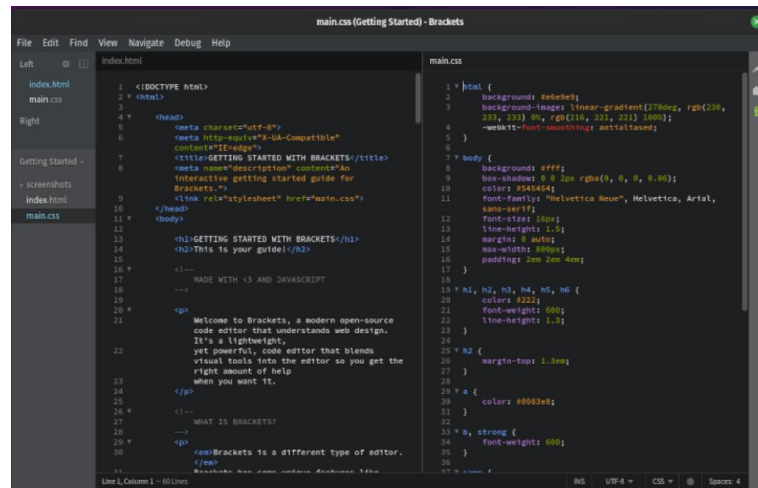 main.css (Getting Started) - Brackets
File Edit Find View Navigate Debug Help
Left
index.html
main.css
Right
Getting Started
screenshots
index.html
main.css
index.html
1 <!DOCTYPE html>
2 <html>
3
4 <head>
5 <meta charset="utf-8">
6 <meta http-equiv="X-UA-Compatible"
content="IE=edge">
7 <title>GETTING STARTED WITH BRACKETS</title>
8 <meta name="description" content="An
interactive getting started guide for
Brackets.">
9 <link rel="stylesheet" href="main.css">
10 </head>
11 <body>
12
13 <h1>GETTING STARTED WITH BRACKETS</h1>
14 <h2>This is your guide!</h2>
15
16 <!--
17 MADE WITH <3 AND JAVASCRIPT
18 -->
19
20 <p>
21 Welcome to Brackets, a modern open-source
code editor that understands web design.
It's a lightweight,
22 yet powerful, code editor that blends
visual tools into the editor so you get the
right amount of help
23 when you want it.
24 </p>
25
26 <!--
27 WHAT IS BRACKETS?
28 -->
29 <p>
30 <em>Brackets is a different type of editor.
</em>
31 Brackets has some unique features like
main.css
1 html {
2 background: #e6e9e9;
3 background-image: linear-gradient(270deg, rgb(230,
233, 233) 0%, rgb(216, 221, 221) 100%);
4 -webkit-font-smoothing: antialiased;
5 }
6
7 body {
8 background: #fff;
9 box-shadow: 0 0 2px rgba(0, 0, 0, 0.06);
10 color: #545454;
11 font-family: "Helvetica Neue", Helvetica, Arial,
sans-serif;
12 font-size: 16px;
13 line-height: 1.5;
14 margin: 0 auto;
15 max-width: 800px;
16 padding: 2em 2em 4em;
17 }
18
19 h1, h2, h3, h4, h5, h6 {
20 color: #222;
21 font-weight: 600;
22 line-height: 1.3;
23 }
24
25 h2 {
26 margin-top: 1.3em;
27 }
28
29 a {
30 color: #0083e8;
31 }
32
33 b, strong {
34 font-weight: 600;
35 }
36
37 samp {
Line 1, Column 1 — 60 Lines
INS UTF-8 CSS Spaces: 4